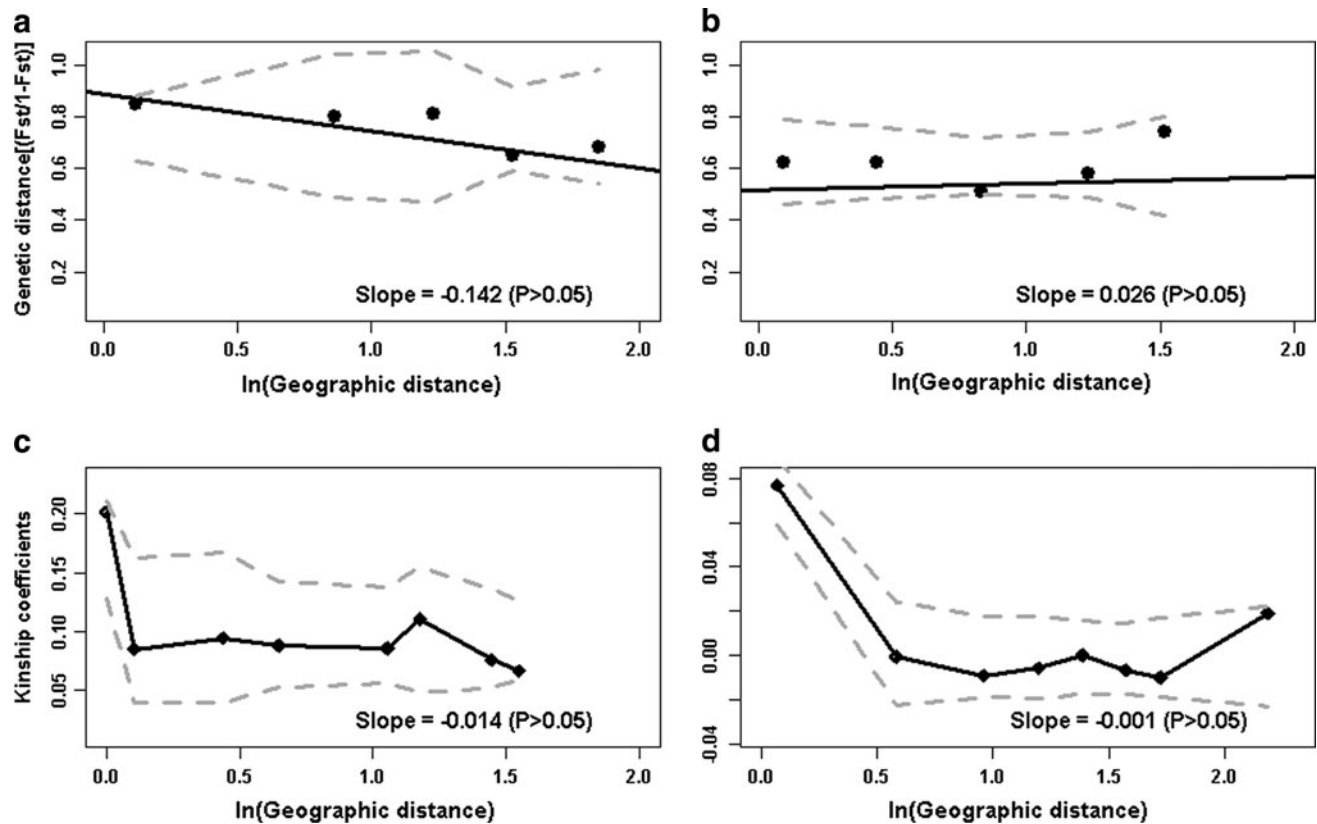 a
Genetic distance[(Fst/1-Fst)]
1.0
0.8
0.6
0.4
0.2
Slope = -0.142 (P>0.05)
0.0 0.5 1.0 1.5 2.0
ln(Geographic distance)
b
1.0
0.8
0.6
0.4
0.2
Slope = 0.026 (P>0.05)
0.0 0.5 1.0 1.5 2.0
ln(Geographic distance)
c
Kinship coefficients
0.20
0.15
0.10
0.05
Slope = -0.014 (P>0.05)
0.0 0.5 1.0 1.5 2.0
ln(Geographic distance)
d
0.08
0.04
0.00
-0.04
Slope = -0.001 (P>0.05)
0.0 0.5 1.0 1.5 2.0
ln(Geographic distance)